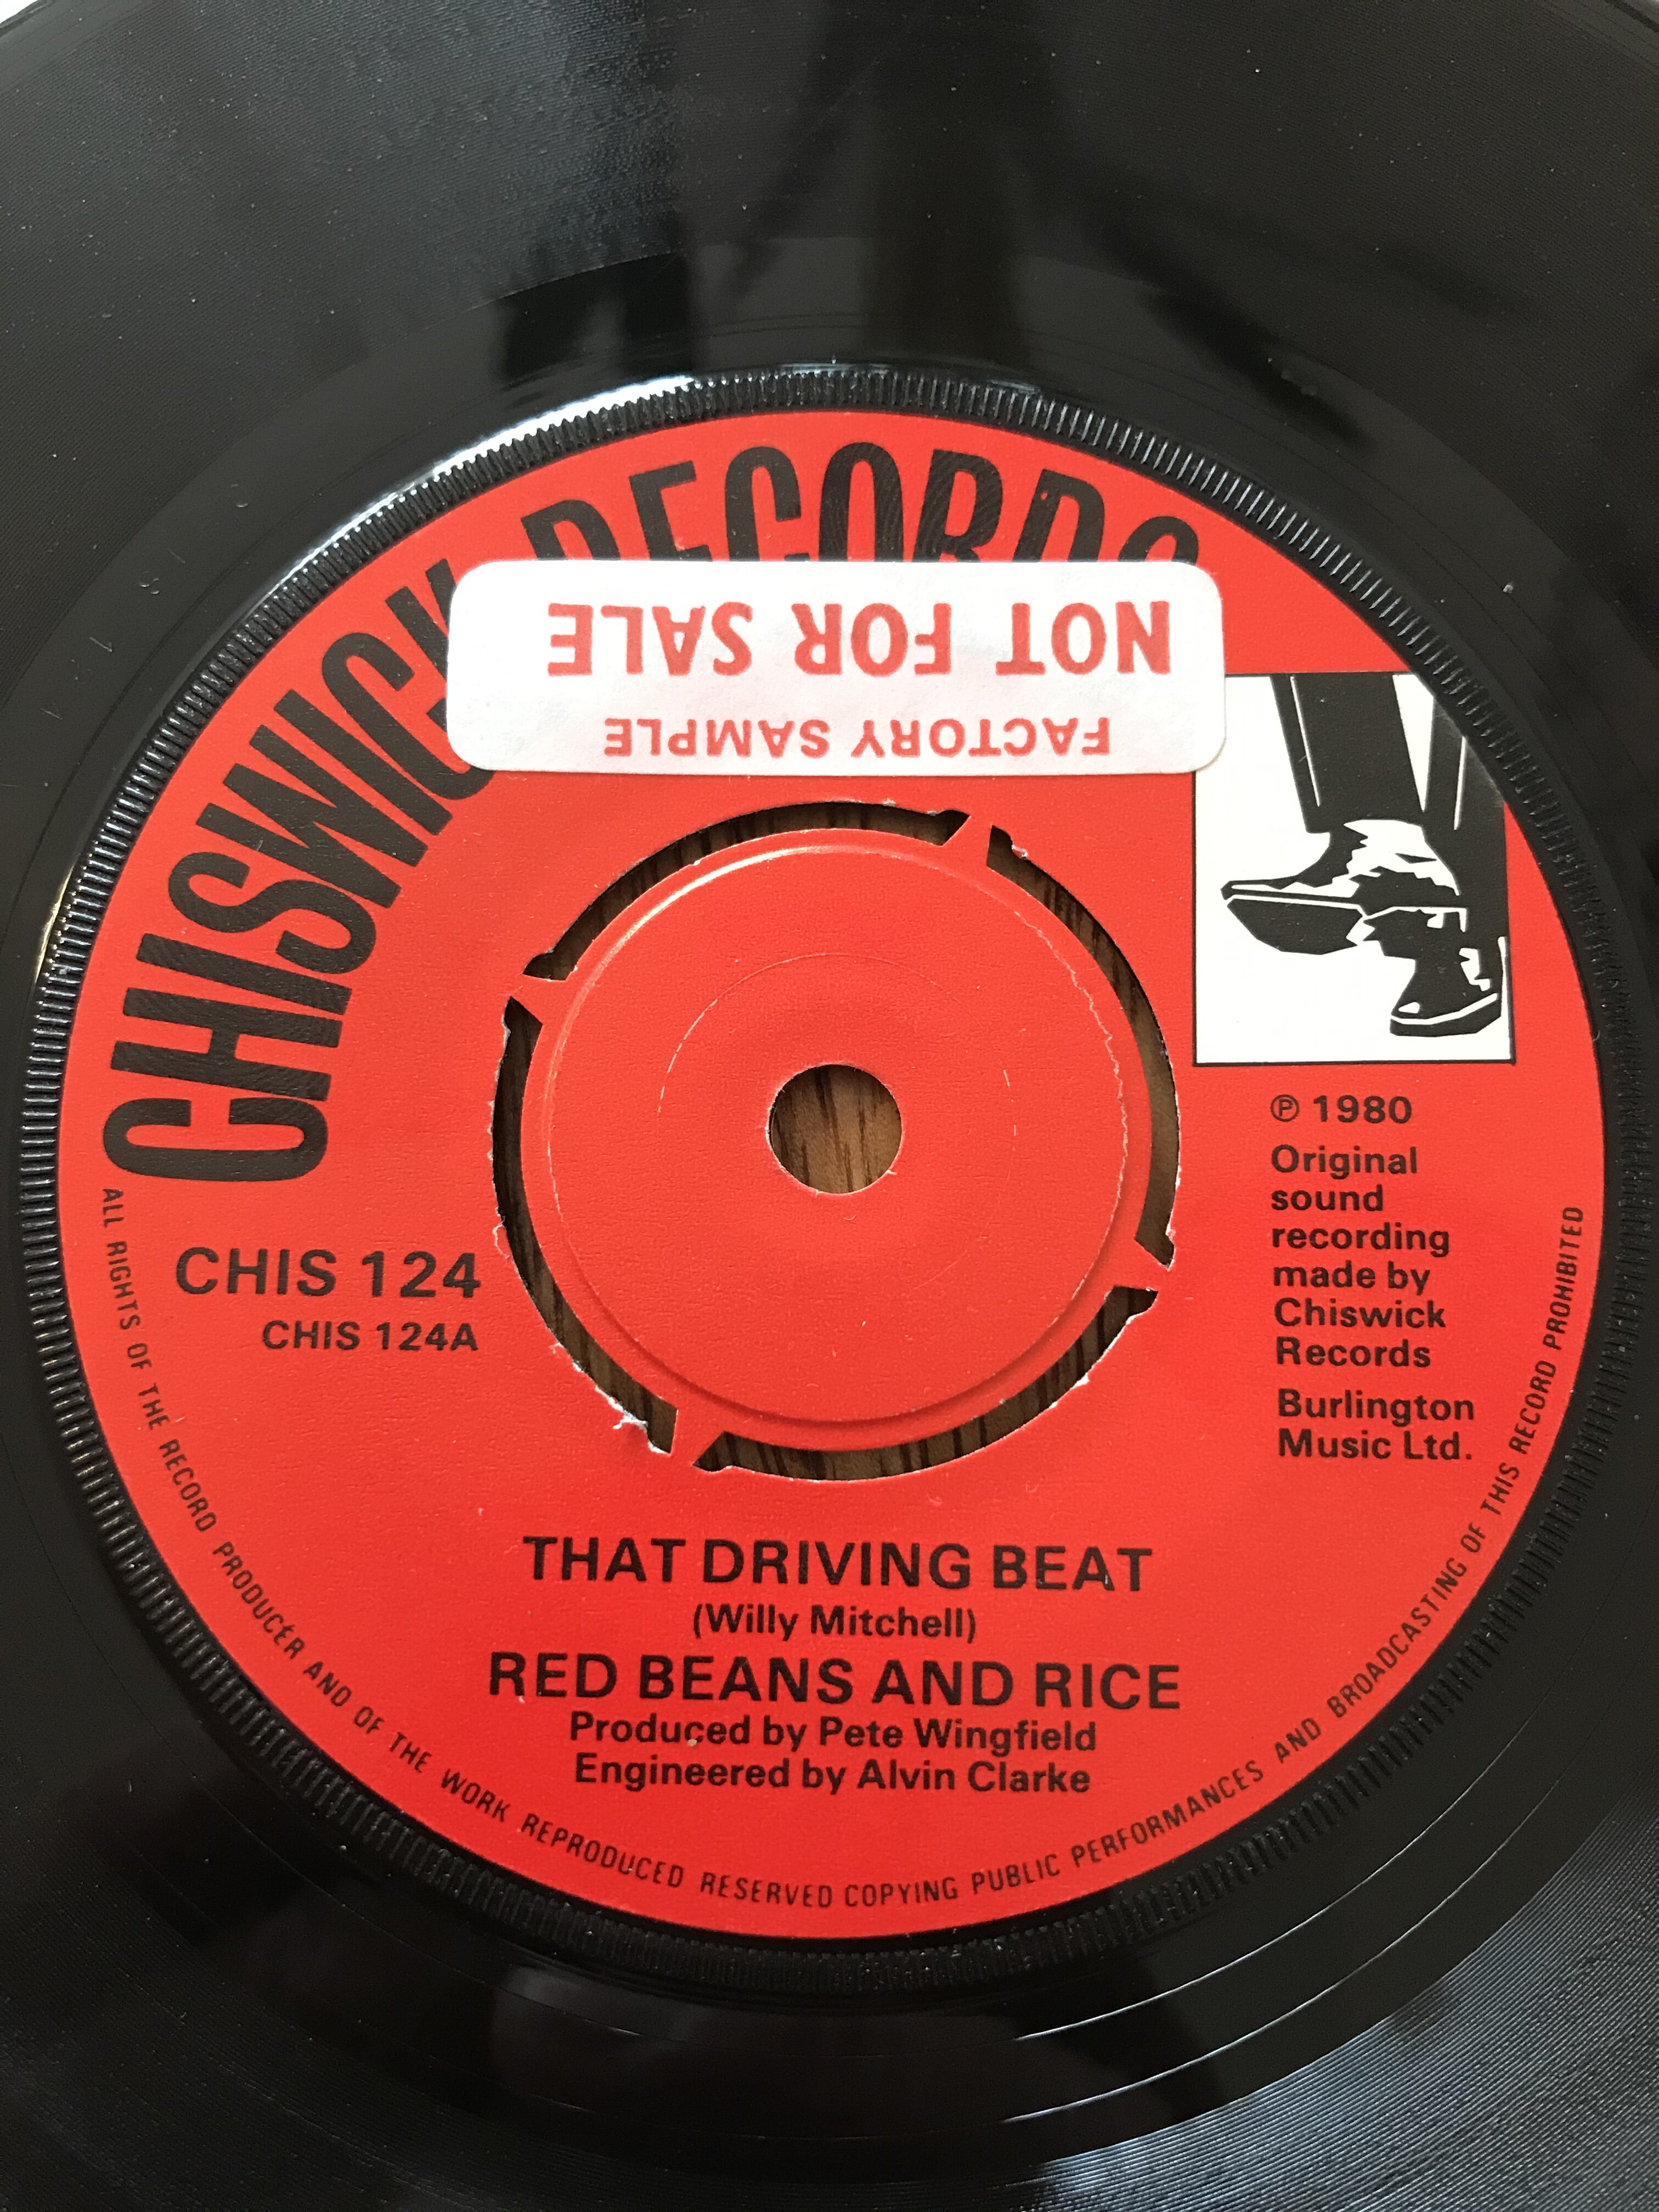 CHISWICK RECORDS
FACTORY SAMPLE
NOT FOR SALE
℗ 1980
Original
sound
recording
made by
Chiswick
Records
Burlington
Music Ltd.
CHIS 124
CHIS 124A
THAT DRIVING BEAT
(Willy Mitchell)
RED BEANS AND RICE
Produced by Pete Wingfield
Engineered by Alvin Clarke
ALL RIGHTS OF THE RECORD PRODUCER AND OF THE WORK REPRODUCED RESERVED COPYING PUBLIC PERFORMANCES AND BROADCASTING OF THIS RECORD PROHIBITED